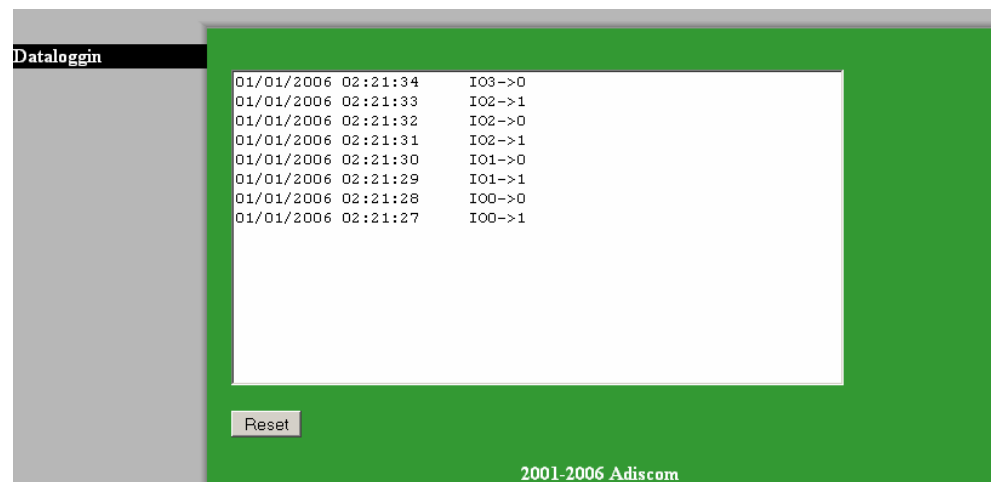 Dataloggin
01/01/2006 02:21:34 IO3->0
01/01/2006 02:21:33 IO2->1
01/01/2006 02:21:32 IO2->0
01/01/2006 02:21:31 IO2->1
01/01/2006 02:21:30 IO1->0
01/01/2006 02:21:29 IO1->1
01/01/2006 02:21:28 IO0->0
01/01/2006 02:21:27 IO0->1
Reset
2001-2006 Adiscom